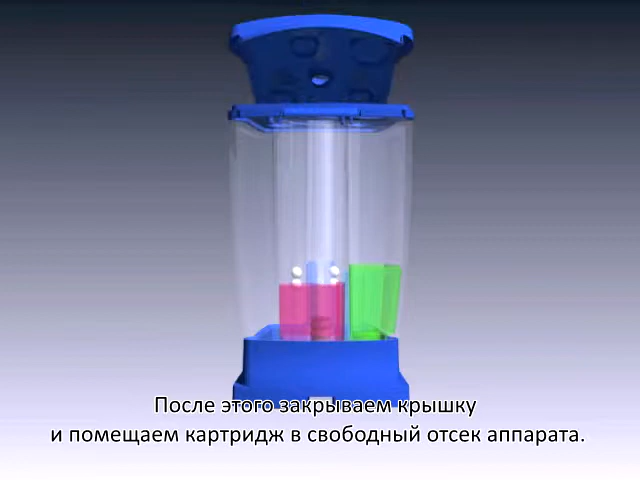 После этого закрываем крышку
и помещаем картридж в свободный отсек аппарата.